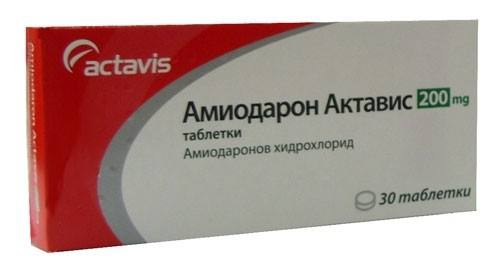 actavis
Амиодарон Актавис 200 mg
таблетки
Амиодаронов хидрохлорид
30 таблетки